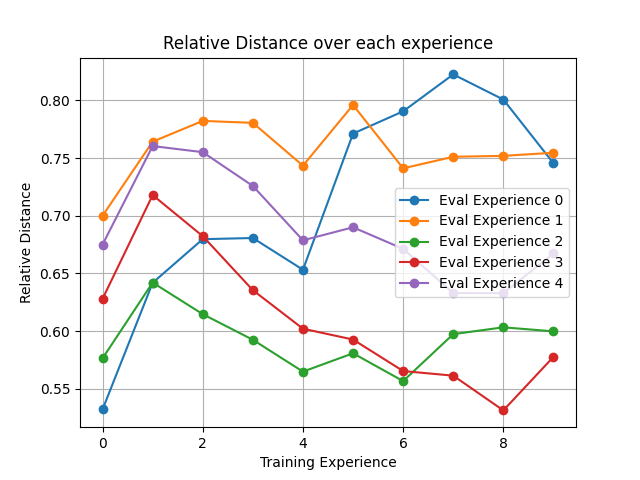 Relative Distance over each experience
Relative Distance
0.80
0.75
0.70
0.65
0.60
0.55
Eval Experience 0
Eval Experience 1
Eval Experience 2
Eval Experience 3
Eval Experience 4
0 2 4 6 8
Training Experience